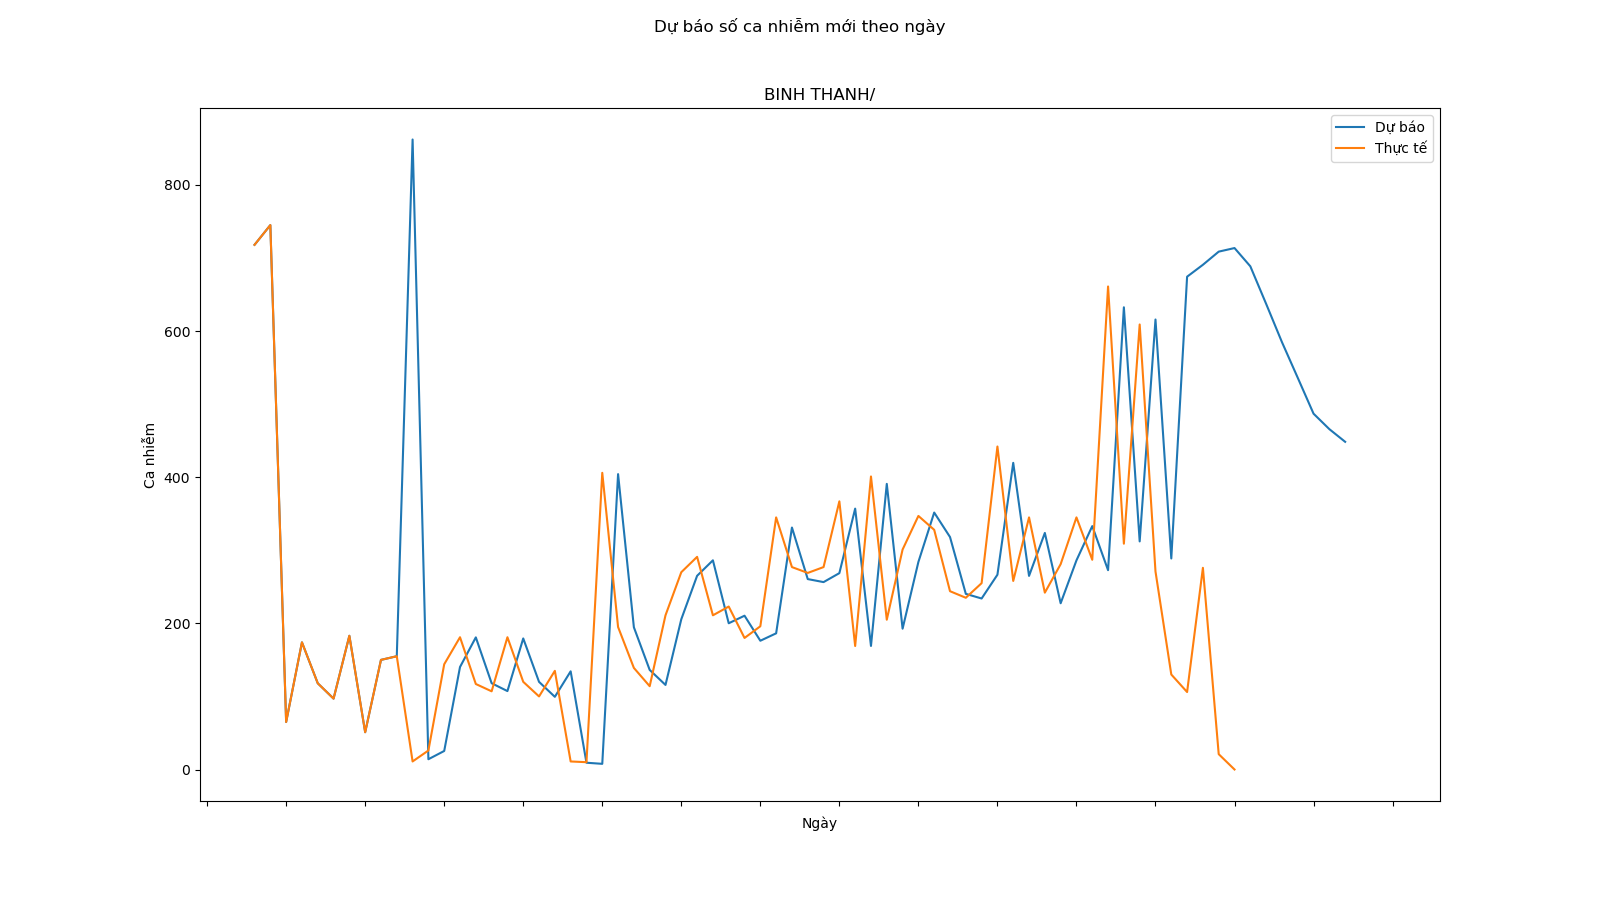 Dự báo số ca nhiễm mới theo ngày
BINH THANH/
Dự báo
Thực tế
800
600
400
200
0
Ca nhiễm
Ngày